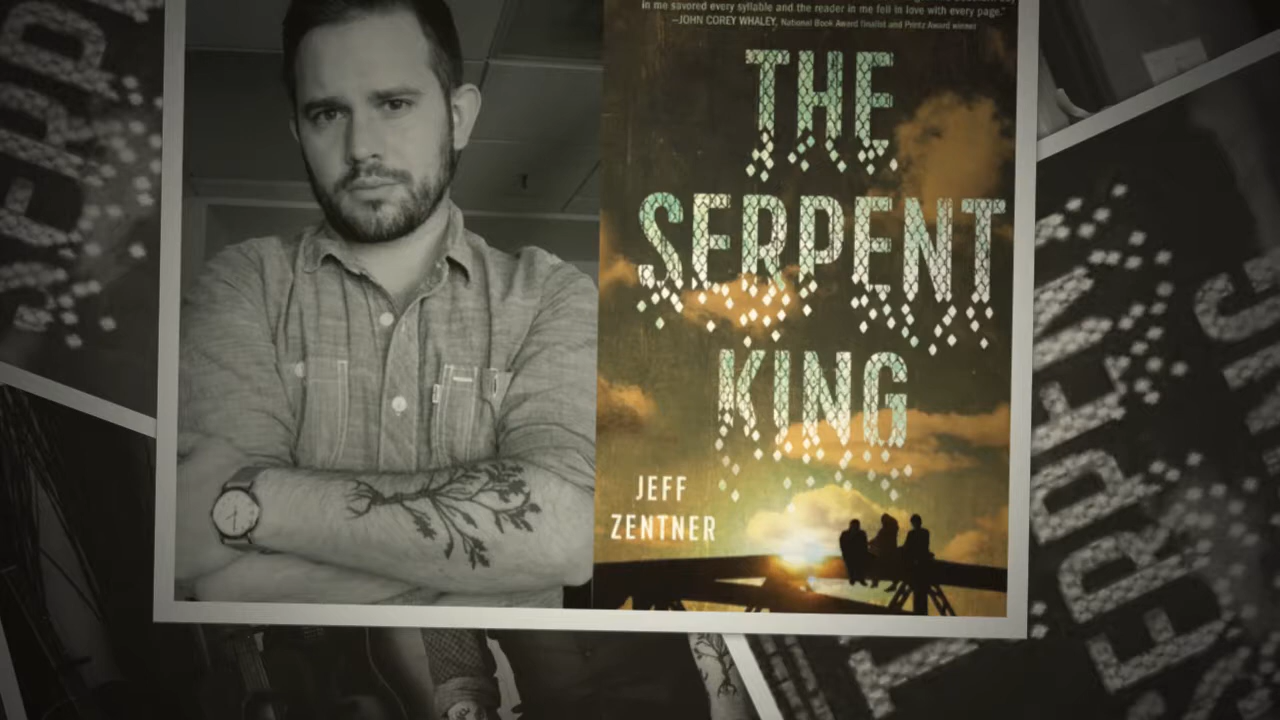 in me savored every syllable and the reader in me fell in love with every page."
—JOHN COREY WHALEY, National Book Award finalist and Printz Award winner
THE
SERPENT
KING
JEFF
ZENTNER